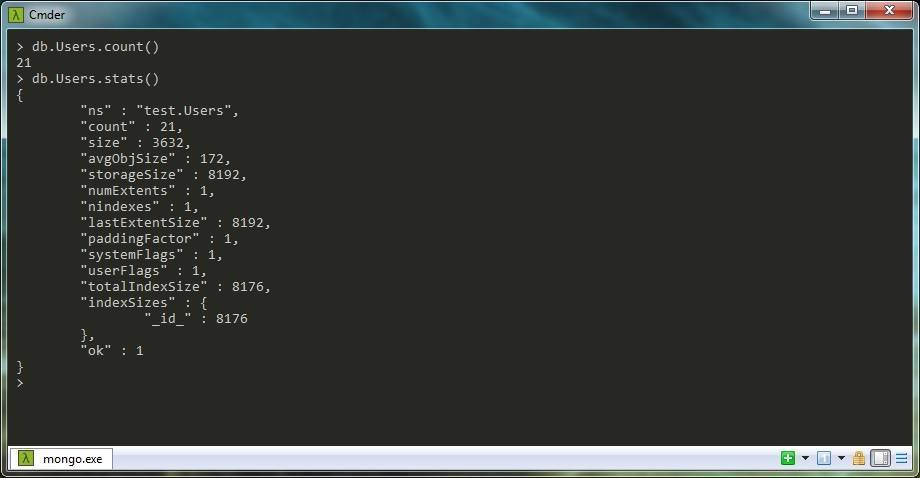 Cmder
> db.Users.count()
21
> db.Users.stats()
{
        "ns" : "test.Users",
        "count" : 21,
        "size" : 3632,
        "avgObjSize" : 172,
        "storageSize" : 8192,
        "numExtents" : 1,
        "nindexes" : 1,
        "lastExtentSize" : 8192,
        "paddingFactor" : 1,
        "systemFlags" : 1,
        "userFlags" : 1,
        "totalIndexSize" : 8176,
        "indexSizes" : {
                "_id_" : 8176
        },
        "ok" : 1
}
>
mongo.exe